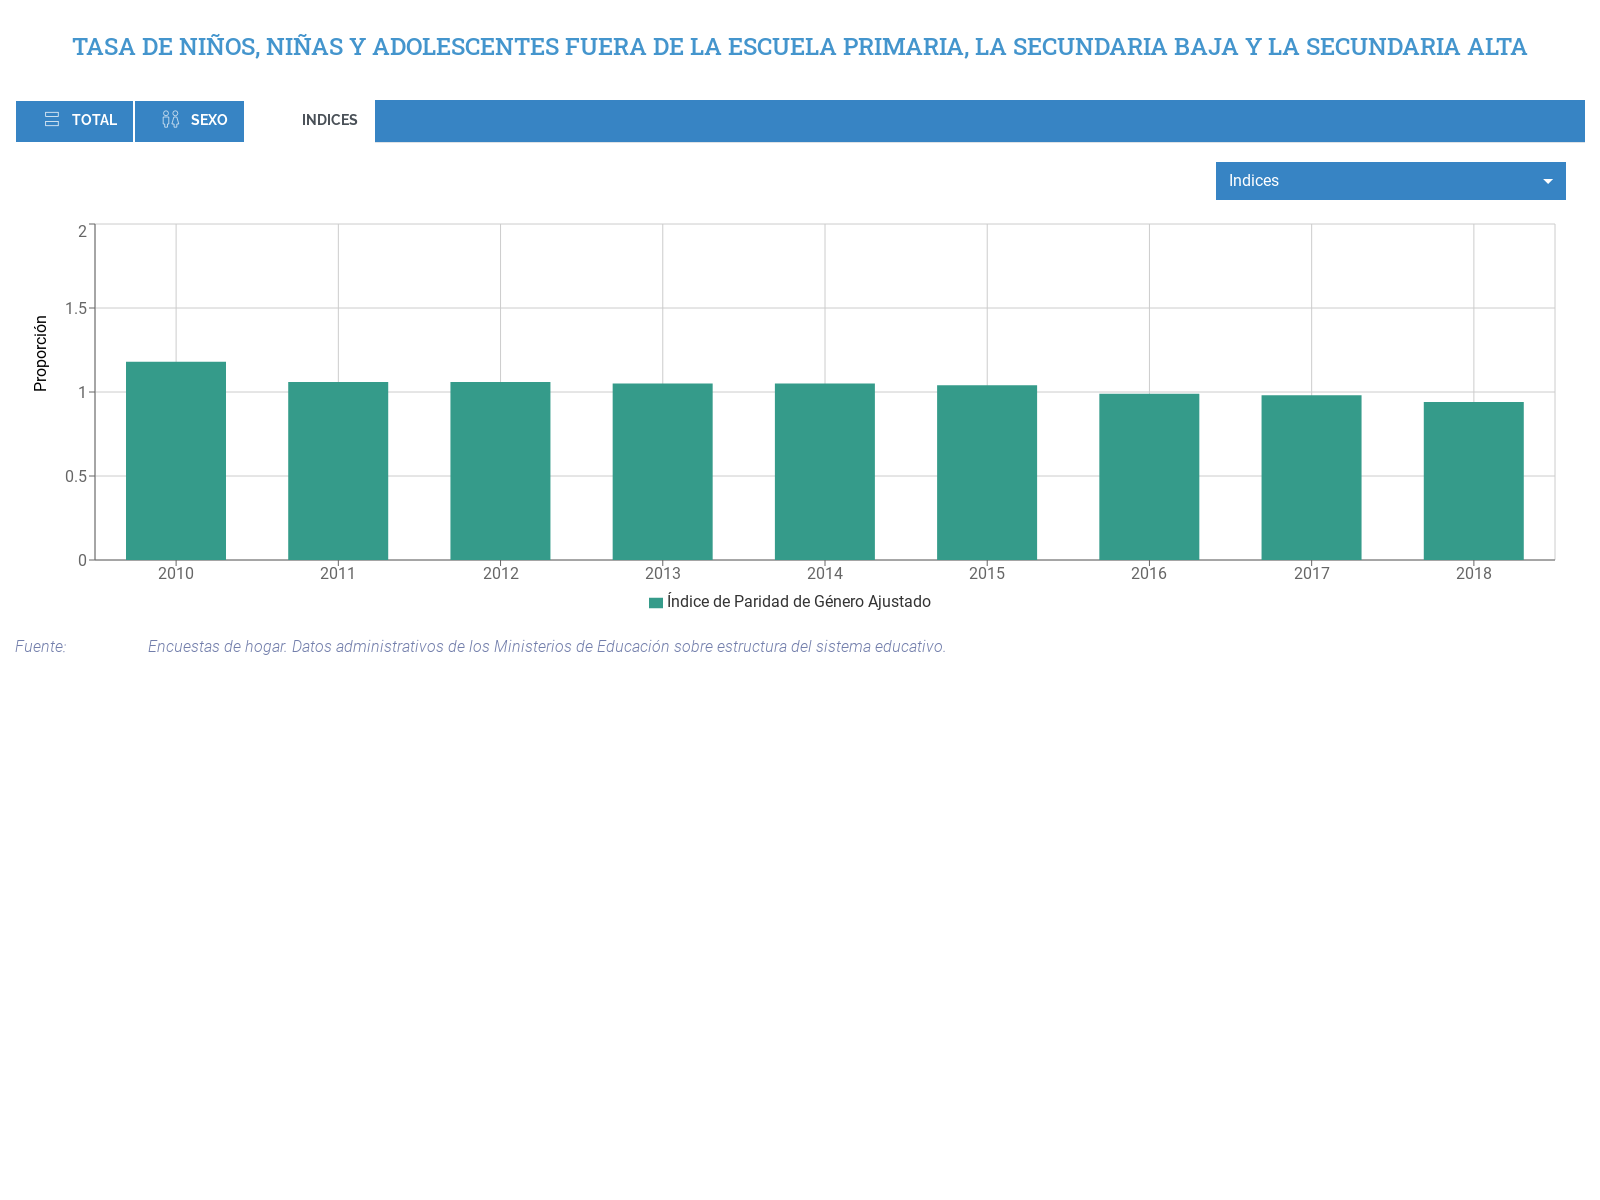 TASA DE NIÑOS, NIÑAS Y ADOLESCENTES FUERA DE LA ESCUELA PRIMARIA, LA SECUNDARIA BAJA Y LA SECUNDARIA ALTA
TOTAL SEXO INDICES
Indices
Proporción
2
1.5
1
0.5
0
2010 2011 2012 2013 2014 2015 2016 2017 2018
Índice de Paridad de Género Ajustado
Fuente: Encuestas de hogar. Datos administrativos de los Ministerios de Educación sobre estructura del sistema educativo.